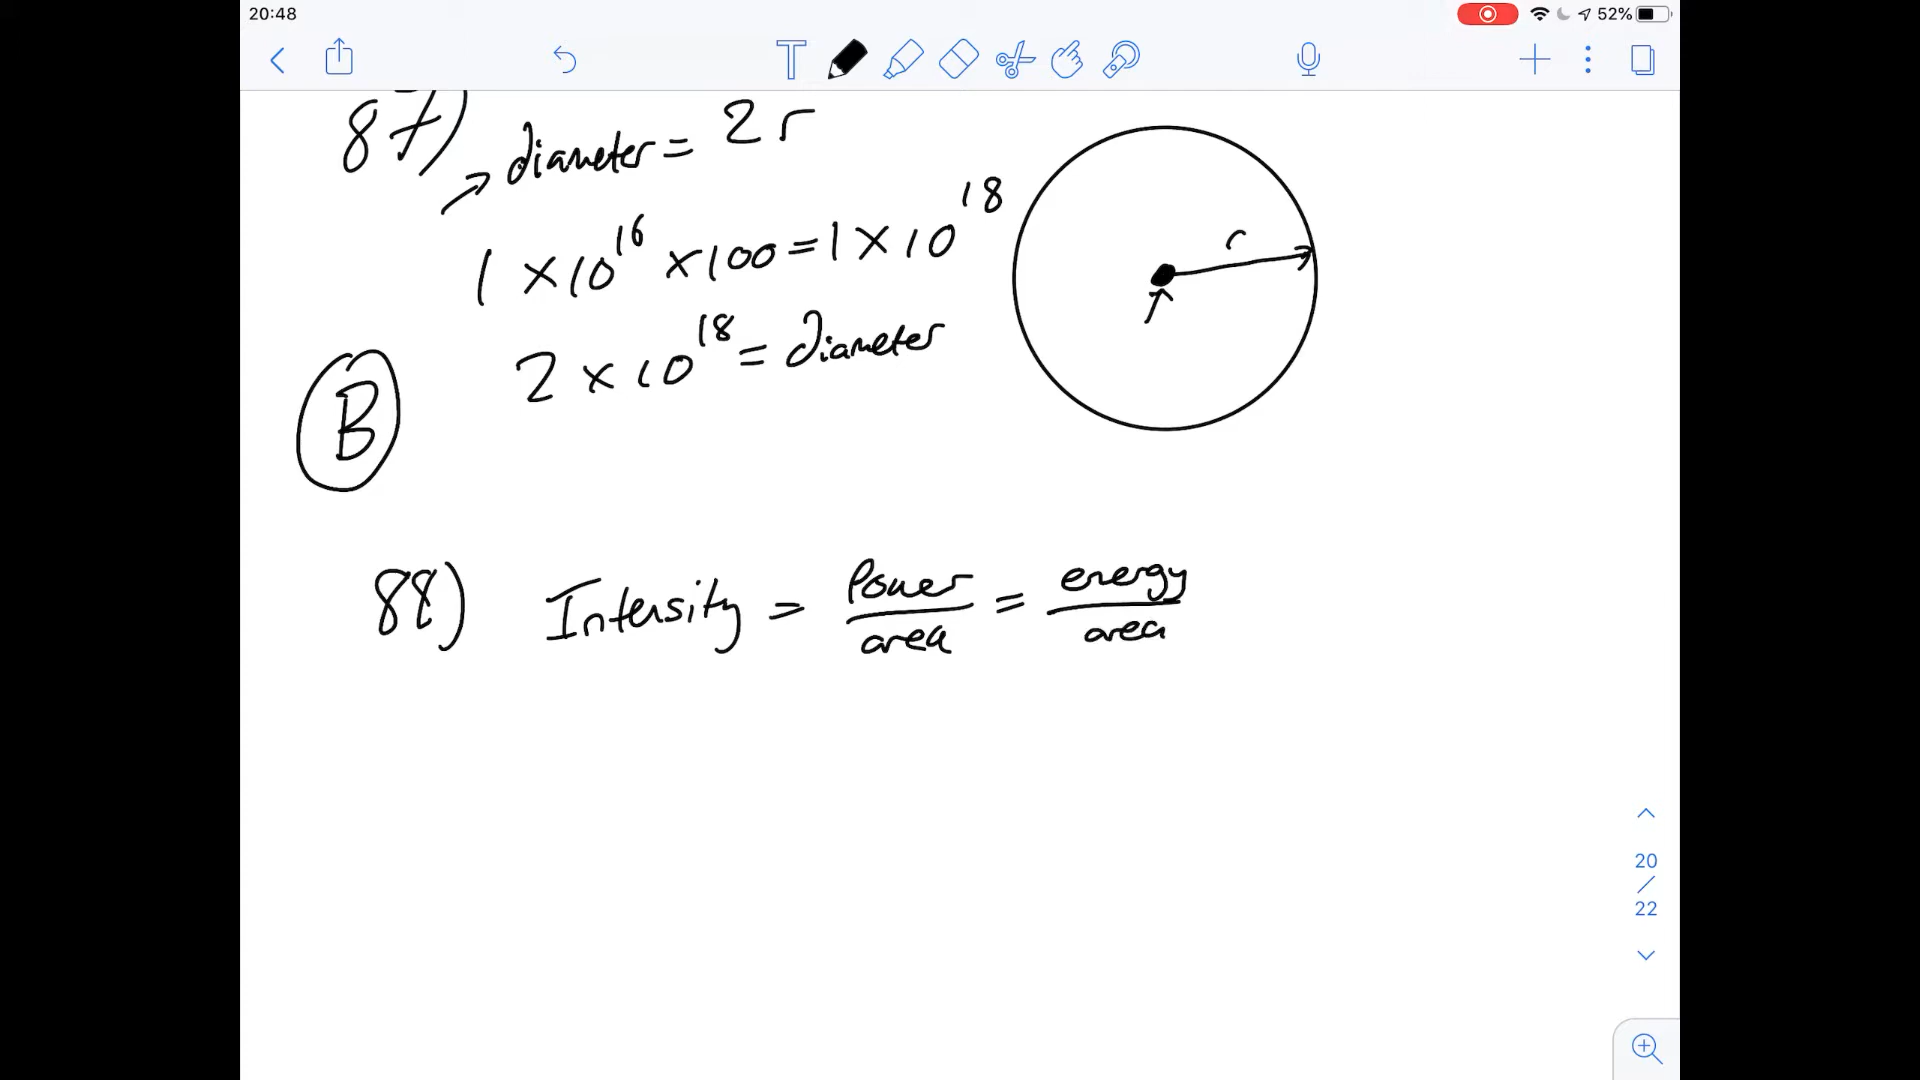 20:48
52%
T
87) diameter = 2r
1 × 10^16 × 100 = 1 × 10^18
r
2 × 10^18 = diameter
B
88) Intensity = Power/area = energy/area
20
/
22